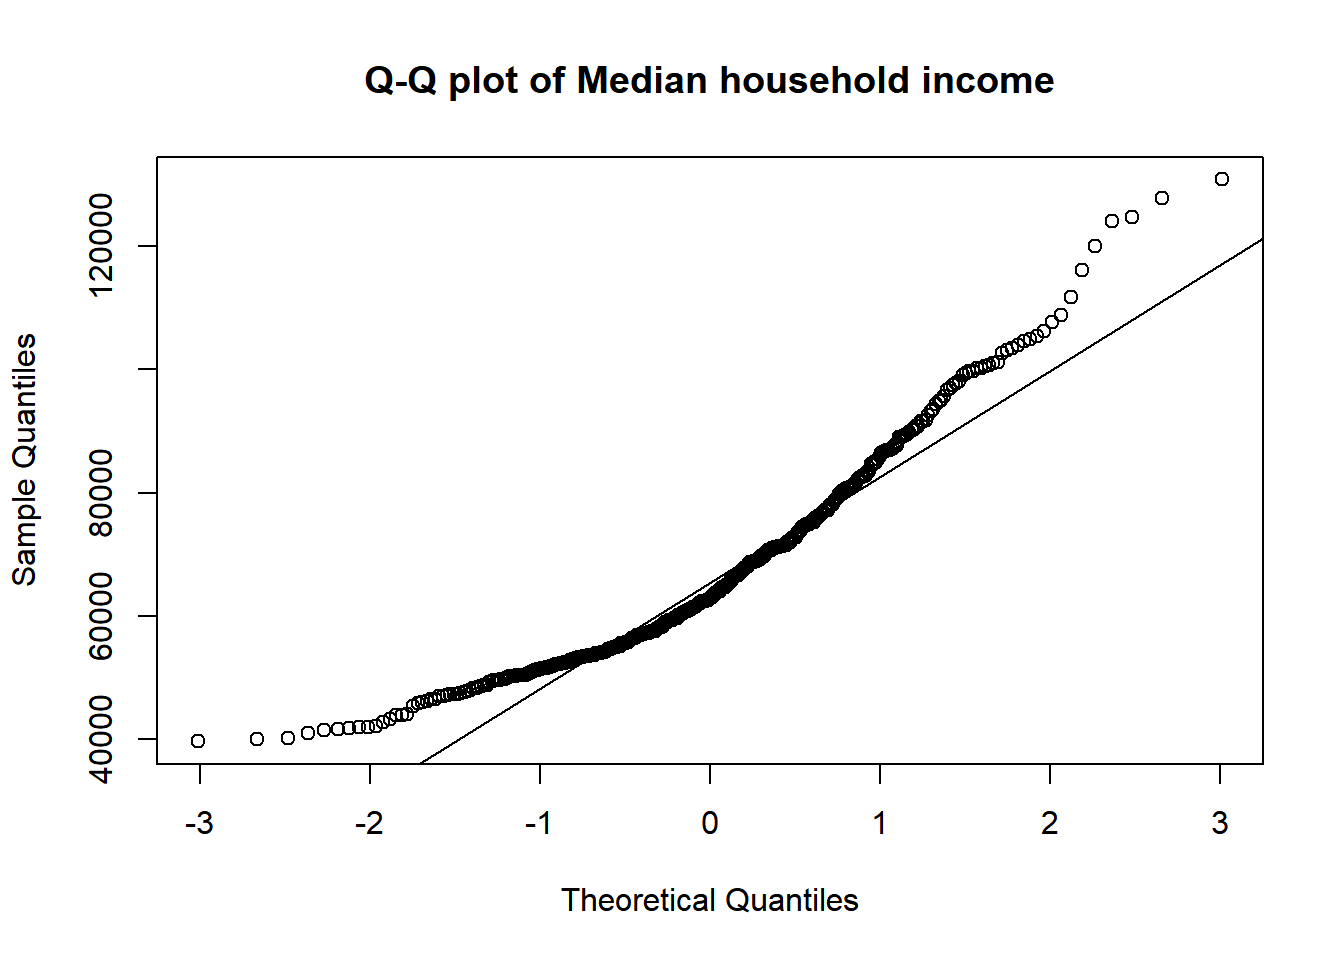 Q-Q plot of Median household income
Sample Quantiles
120000
80000
60000
40000
-3 -2 -1 0 1 2 3
Theoretical Quantiles